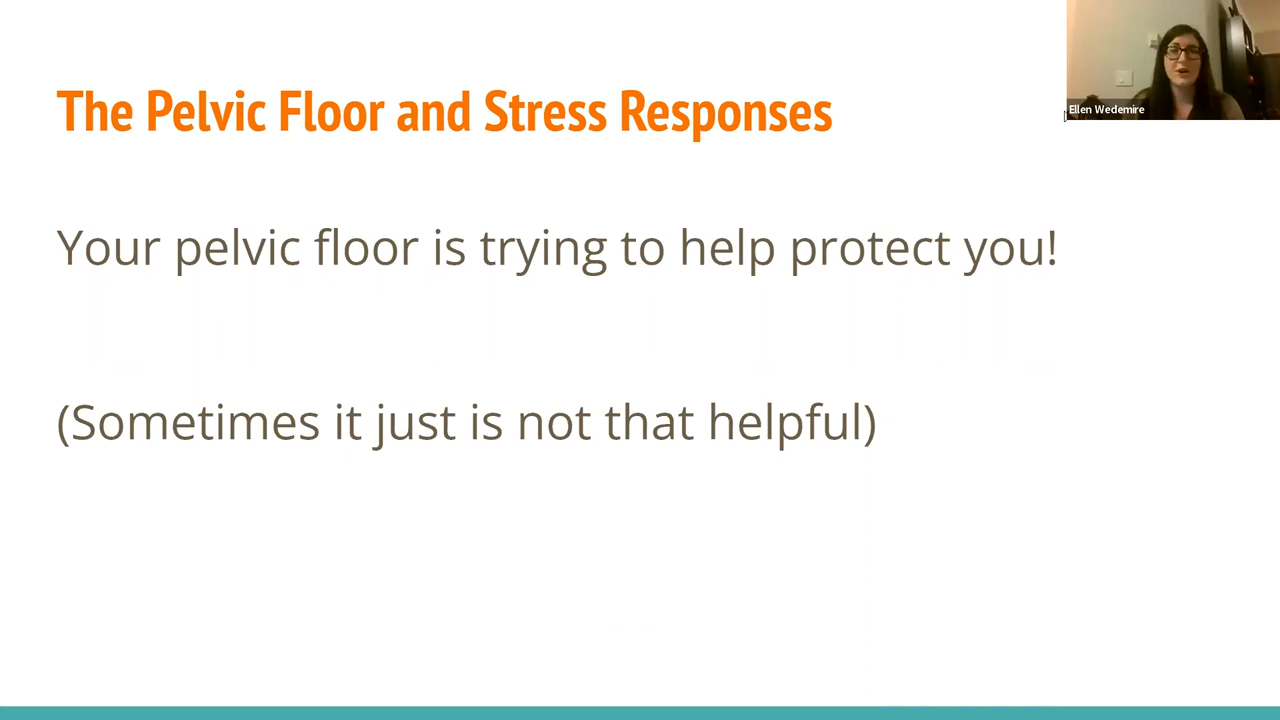 The Pelvic Floor and Stress Responses
Ellen Wedemire
Your pelvic floor is trying to help protect you!
(Sometimes it just is not that helpful)